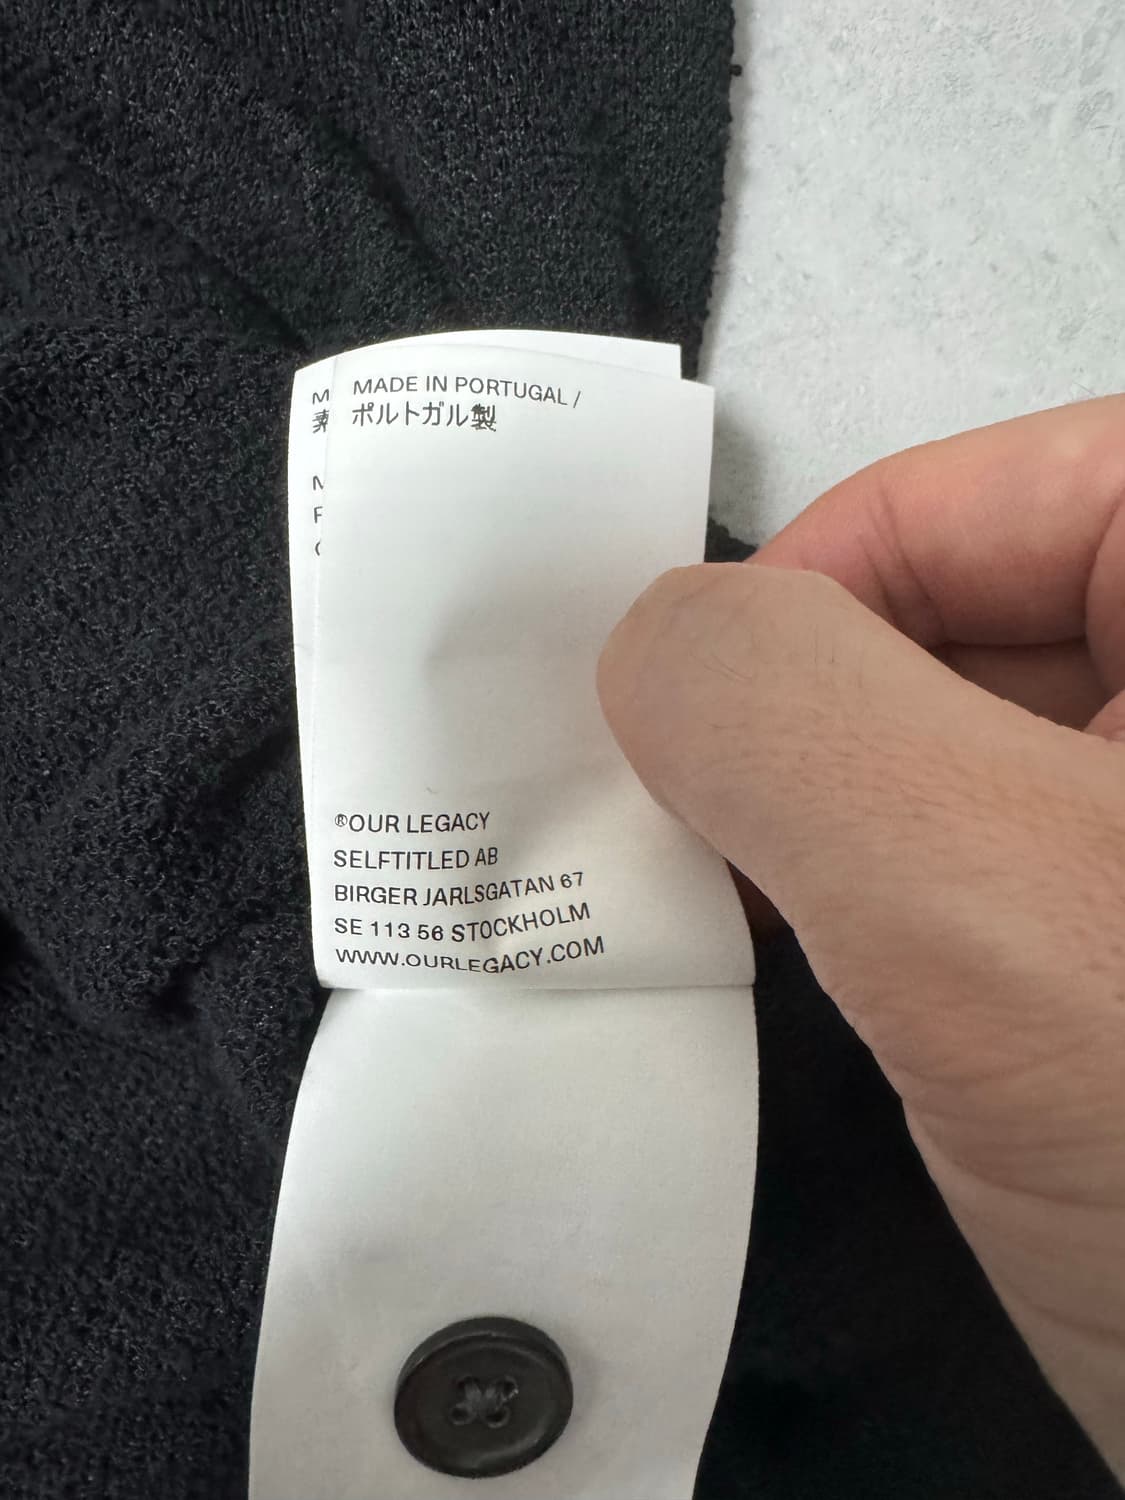 MADE IN PORTUGAL /
ポルトガル製
®OUR LEGACY
SELFTITLED AB
BIRGER JARLSGATAN 67
SE 113 56 STOCKHOLM
WWW.OURLEGACY.COM